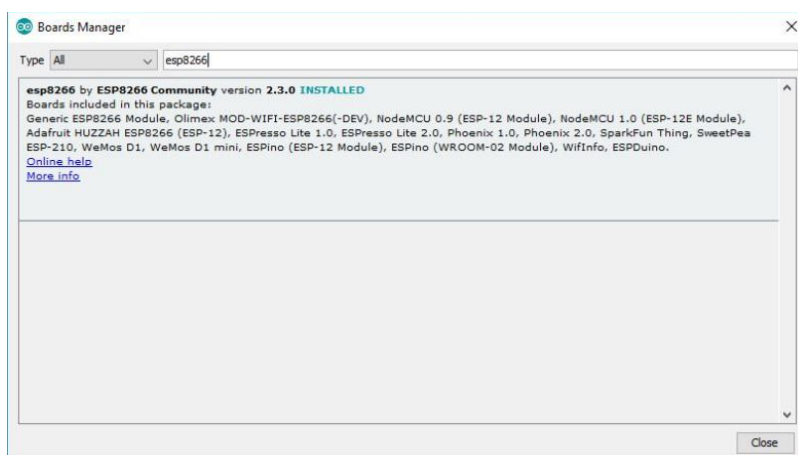 Boards Manager
Type All esp8266
esp8266 by ESP8266 Community version 2.3.0 INSTALLED
Boards included in this package:
Generic ESP8266 Module, Olimex MOD-WIFI-ESP8266(-DEV), NodeMCU 0.9 (ESP-12 Module), NodeMCU 1.0 (ESP-12E Module),
Adafruit HUZZAH ESP8266 (ESP-12), ESPresso Lite 1.0, ESPresso Lite 2.0, Phoenix 1.0, Phoenix 2.0, SparkFun Thing, SweetPea
ESP-210, WeMos D1, WeMos D1 mini, ESPino (ESP-12 Module), ESPino (WROOM-02 Module), WifInfo, ESPDuino.
Online help
More info
Close